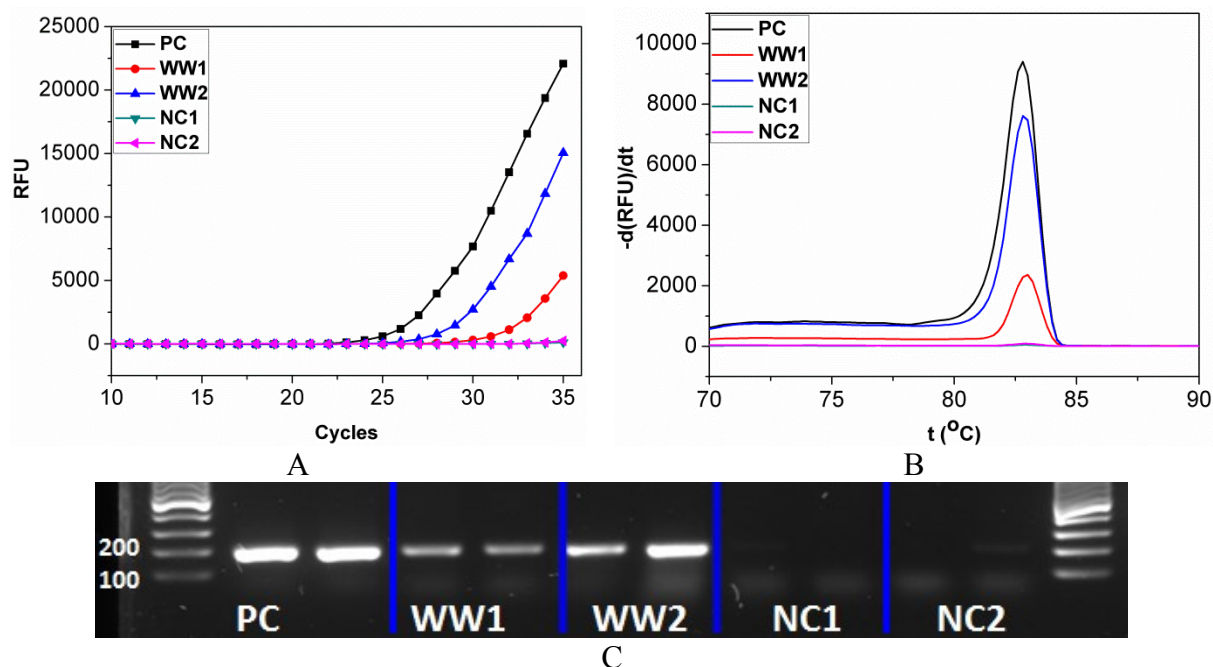 25000
20000
15000
10000
5000
0
RFU
PC
WW1
WW2
NC1
NC2
10 15 20 25 30 35
Cycles
A
10000
8000
6000
4000
2000
0
-d(RFU)/dt
PC
WW1
WW2
NC1
NC2
70 75 80 85 90
t (°C)
B
200
100
PC WW1 WW2 NC1 NC2
C